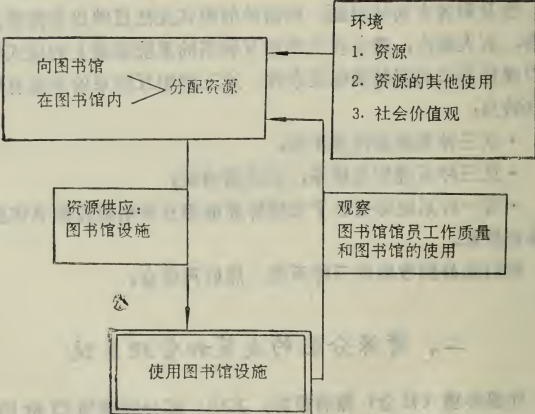 环境
1. 资源
2. 资源的其他使用
3. 社会价值观
向图书馆
在图书馆内
分配资源
资源供应:
图书馆设施
观察
图书馆馆员工作质量
和图书馆的使用
使用图书馆设施